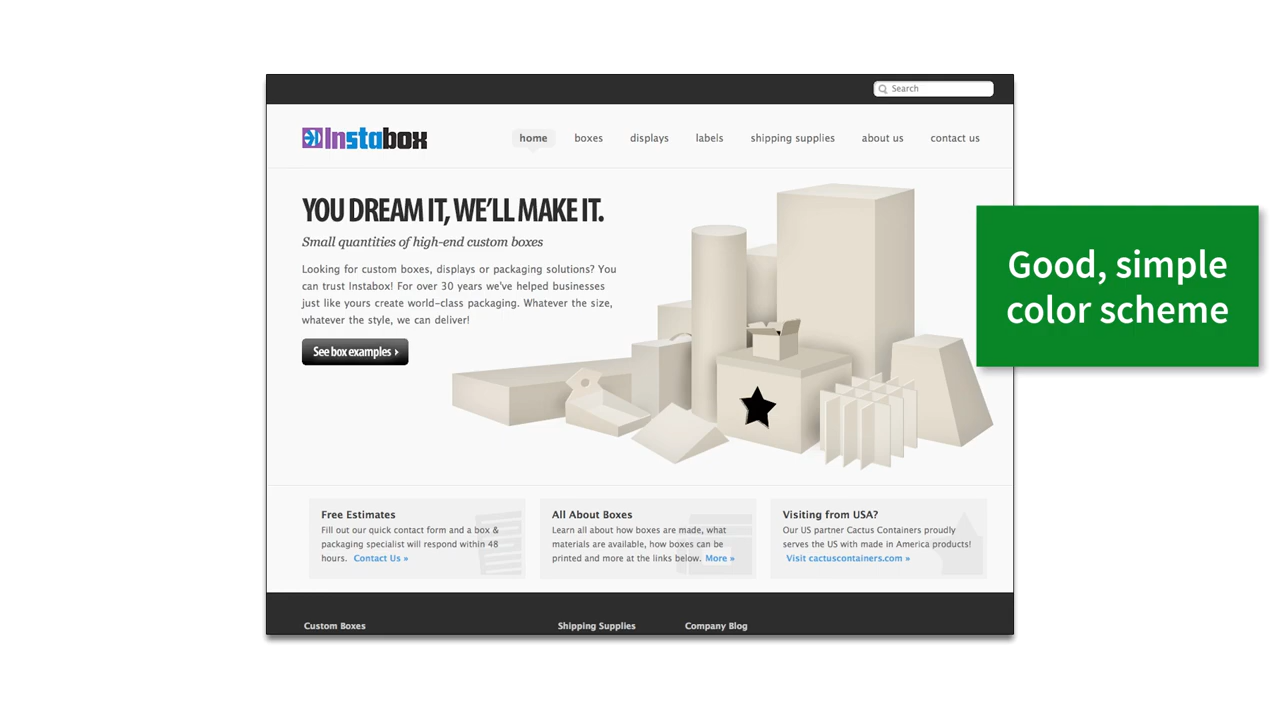 Search
Instabox
home boxes displays labels shipping supplies about us contact us
YOU DREAM IT, WE'LL MAKE IT.
Small quantities of high-end custom boxes
Looking for custom boxes, displays or packaging solutions? You
can trust Instabox! For over 30 years we've helped businesses
just like yours create world-class packaging. Whatever the size,
whatever the style, we can deliver!
See box examples
Good, simple
color scheme
Free Estimates
Fill out our quick contact form and a box &
packaging specialist will respond within 48
hours. Contact Us »
All About Boxes
Learn all about how boxes are made, what
materials are available, how boxes can be
printed and more at the links below. More »
Visiting from USA?
Our US partner Cactus Containers proudly
serves the US with made in America products!
Visit cactuscontainers.com »
Custom Boxes
Shipping Supplies
Company Blog